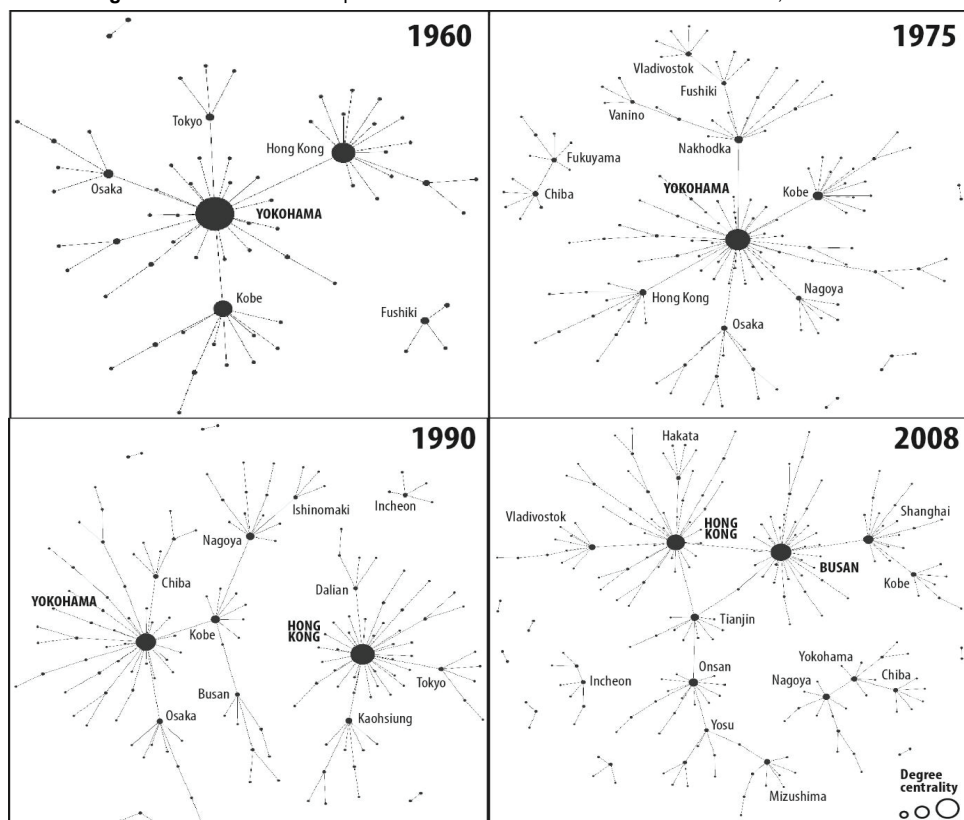 1960
Tokyo
Hong Kong
Osaka
YOKOHAMA
Kobe
Fushiki
1975
Vladivostok
Fushiki
Vanino
Nakhodka
Fukuyama
Chiba
YOKOHAMA
Kobe
Hong Kong
Nagoya
Osaka
1990
Ishinomaki
Incheon
Nagoya
Chiba
Dalian
YOKOHAMA
Kobe
HONG
KONG
Tokyo
Busan
Osaka
Kaohsiung
2008
Hakata
Vladivostok
HONG
KONG
Shanghai
BUSAN
Kobe
Tianjin
Incheon
Onsan
Yokohama
Nagoya
Chiba
Yosu
Mizushima
Degree
centrality